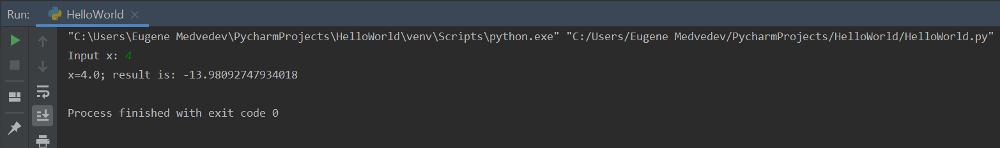 Run: HelloWorld
"C:\Users\Eugene Medvedev\PycharmProjects\HelloWorld\venv\Scripts\python.exe" "C:/Users/Eugene Medvedev/PycharmProjects/HelloWorld/HelloWorld.py"
Input x: 4
x=4.0; result is: -13.98092747934018
Process finished with exit code 0